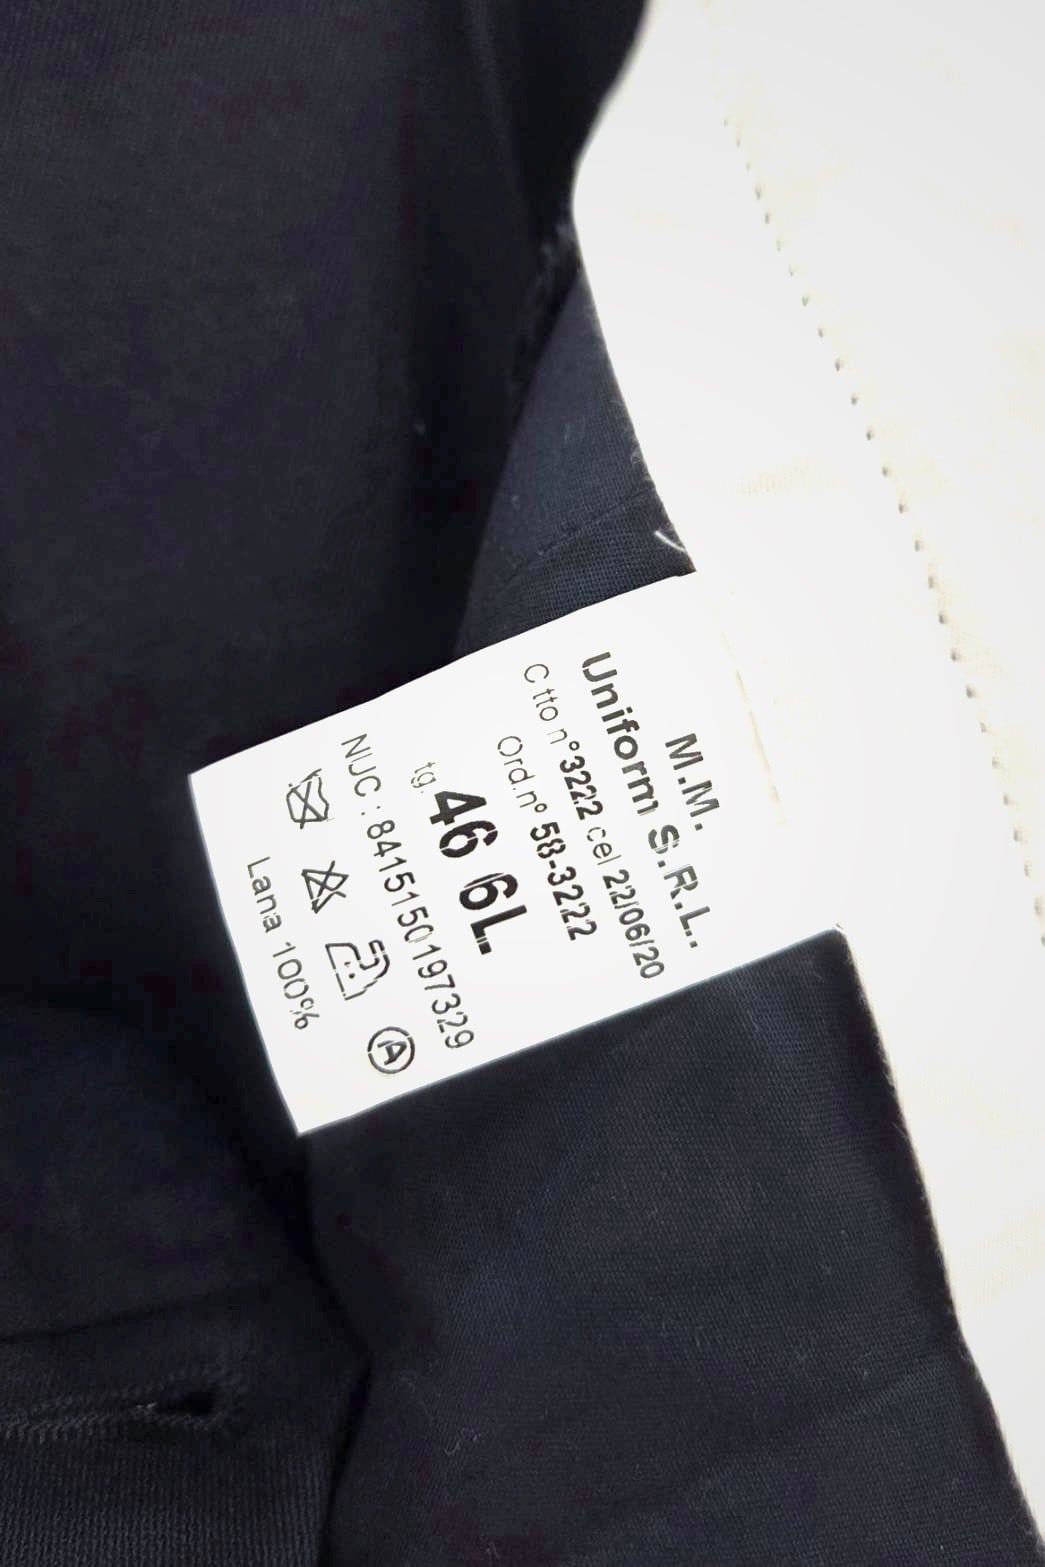 M.M.
Uniform S.R.L..
C tto n°3222 cel 22/06/20
Ord.n° 58-3222
tg. 46 6L.
NUC : 8415150197329
A
Lana 100%